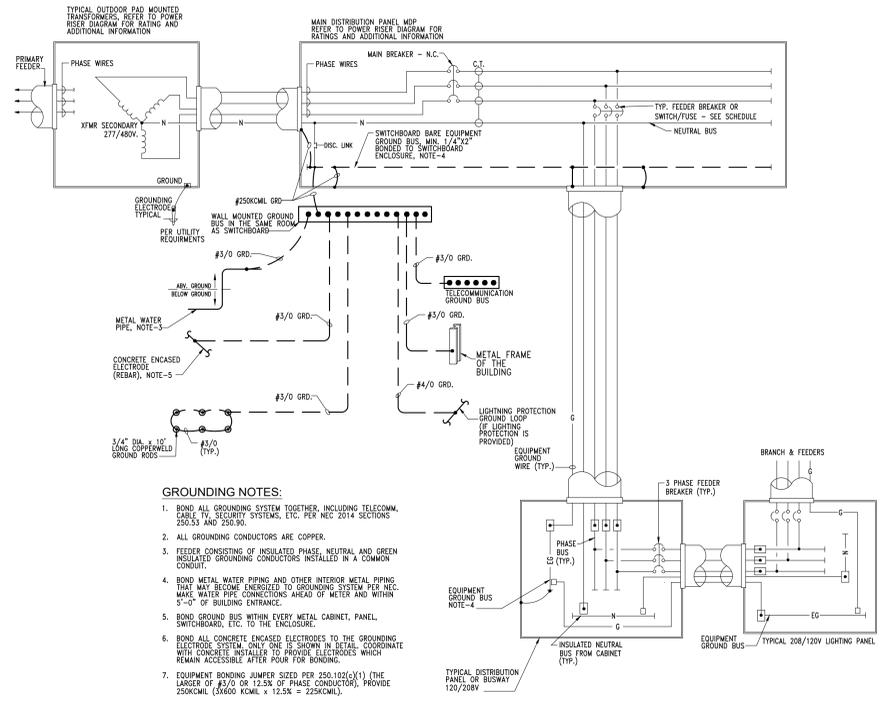 TYPICAL OUTDOOR PAD MOUNTED
TRANSFORMERS, REFER TO POWER
RISER DIAGRAM FOR RATING AND
ADDITIONAL INFORMATION
MAIN DISTRIBUTION PANEL MDP
REFER TO POWER RISER DIAGRAM FOR
RATINGS AND ADDITIONAL INFORMATION
PRIMARY
FEEDER
PHASE WIRES
PHASE WIRES
MAIN BREAKER - N.C.
C.T.
XFMR SECONDARY
277/480V.
N
N
N
TYP. FEEDER BREAKER OR
SWITCH/FUSE - SEE SCHEDULE
NEUTRAL BUS
SWITCHBOARD BARE EQUIPMENT
GROUND BUS, MIN. 1/4"X2"
BONDED TO SWITCHBOARD
ENCLOSURE, NOTE-4
DISC. LINK
GROUND
GROUNDING
ELECTRODE
TYPICAL
PER UTILITY
REQUIRMENTS
#250KCMIL GRD
WALL MOUNTED GROUND
BUS IN THE SAME ROOM
AS SWITCHBOARD
#3/0 GRD.
#3/0 GRD.
ABV. GROUND
BELOW GROUND
TELECOMMUNICATION
GROUND BUS
METAL WATER
PIPE, NOTE-3
#3/0 GRD.
#3/0 GRD.
CONCRETE ENCASED
ELECTRODE
(REBAR), NOTE-5
METAL FRAME
OF THE
BUILDING
#3/0 GRD.
#4/0 GRD.
LIGHTNING PROTECTION
GROUND LOOP
(IF LIGHTING
PROTECTION IS
PROVIDED)
G
3/4" DIA. x 10'
LONG COPPERWELD
GROUND RODS
#3/0
(TYP.)
EQUIPMENT
GROUND
WIRE (TYP.)
BRANCH & FEEDERS
G
3 PHASE FEEDER
BREAKER (TYP.)
G
PHASE
BUS
(TYP.)
EG
N
EQUIPMENT
GROUND BUS
NOTE-4
N
G
EG
INSULATED NEUTRAL
BUS FROM CABINET
(TYP.)
EQUIPMENT
GROUND BUS
TYPICAL 208/120V LIGHTING PANEL
TYPICAL DISTRIBUTION
PANEL OR BUSWAY
120/208V
GROUNDING NOTES:
1. BOND ALL GROUNDING SYSTEM TOGETHER, INCLUDING TELECOMM,
CABLE TV, SECURITY SYSTEMS, ETC. PER NEC 2014 SECTIONS
250.53 AND 250.90.
2. ALL GROUNDING CONDUCTORS ARE COPPER.
3. FEEDER CONSISTING OF INSULATED PHASE, NEUTRAL AND GREEN
INSULATED GROUNDING CONDUCTORS INSTALLED IN A COMMON
CONDUIT.
4. BOND METAL WATER PIPING AND OTHER INTERIOR METAL PIPING
THAT MAY BECOME ENERGIZED TO GROUNDING SYSTEM PER NEC.
MAKE WATER PIPE CONNECTIONS AHEAD OF METER AND WITHIN
5'-0" OF BUILDING ENTRANCE.
5. BOND GROUND BUS WITHIN EVERY METAL CABINET, PANEL,
SWITCHBOARD, ETC. TO THE ENCLOSURE.
6. BOND ALL CONCRETE ENCASED ELECTRODES TO THE GROUNDING
ELECTRODE SYSTEM. ONLY ONE IS SHOWN IN DETAIL. COORDINATE
WITH CONCRETE INSTALLER TO PROVIDE ELECTRODES WHICH
REMAIN ACCESSIBLE AFTER POUR FOR BONDING.
7. EQUIPMENT BONDING JUMPER SIZED PER 250.102(c)(1) (THE
LARGER OF #3/0 OR 12.5% OF PHASE CONDUCTOR), PROVIDE
250KCMIL (3X600 KCMIL x 12.5% = 225KCMIL).